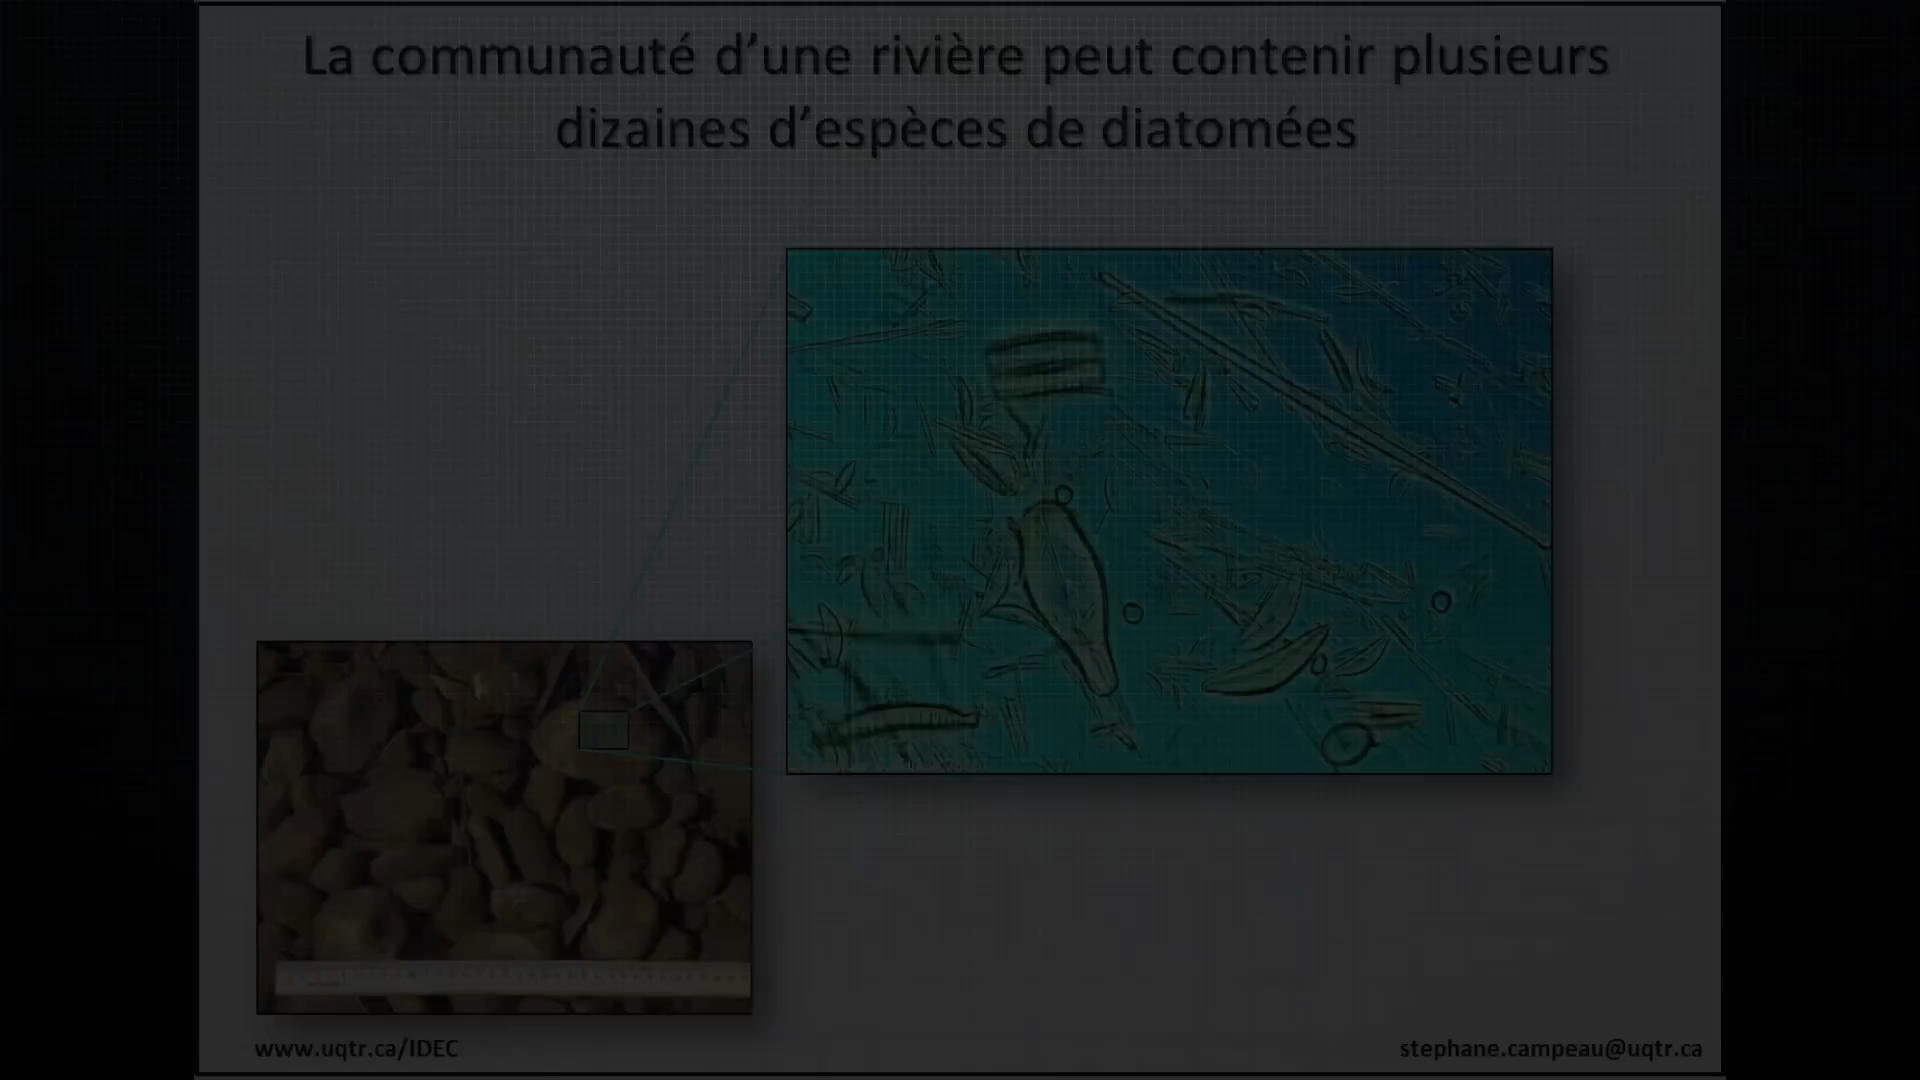 La communauté d’une rivière peut contenir plusieurs
dizaines d’espèces de diatomées
www.uqtr.ca/IDEC
stephane.campeau@uqtr.ca